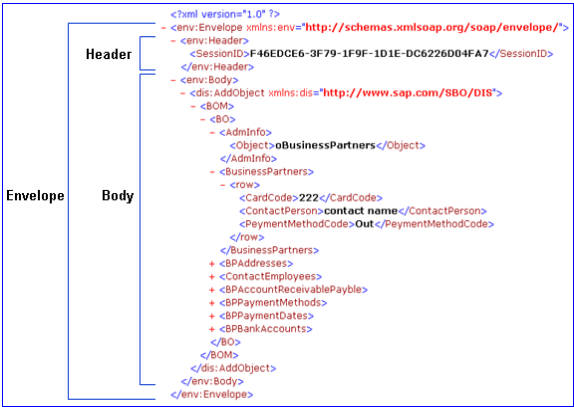 <?xml version="1.0" ?>
- <env:Envelope xmlns:env="http://schemas.xmlsoap.org/soap/envelope/">
Header
- <env:Header>
<SessionID>F46EDCE6-3F79-1F9F-1D1E-DC6226D04FA7</SessionID>
</env:Header>
Envelope
Body
- <env:Body>
- <dis:AddObject xmlns:dis="http://www.sap.com/SBO/DIS">
- <BOM>
- <BO>
- <AdmInfo>
<Object>oBusinessPartners</Object>
</AdmInfo>
- <BusinessPartners>
- <row>
<CardCode>222</CardCode>
<ContactPerson>contact name</ContactPerson>
<PeymentMethodCode>Out</PeymentMethodCode>
</row>
</BusinessPartners>
+ <BPAddresses>
+ <ContactEmployees>
+ <BPAccountReceivablePayble>
+ <BPPaymentMethods>
+ <BPPaymentDates>
+ <BPBankAccounts>
</BO>
</BOM>
</dis:AddObject>
</env:Body>
</env:Envelope>